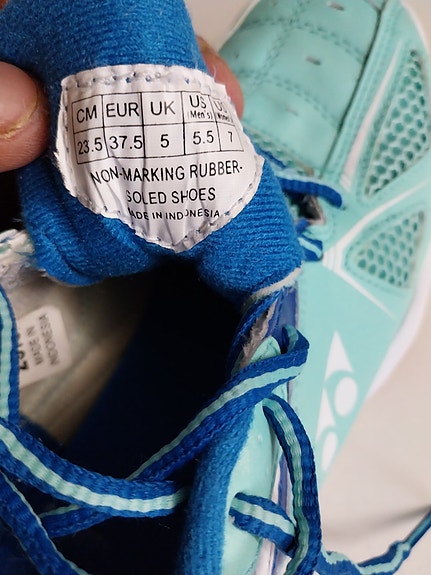 CM EUR UK US US
(Men's) Women's
23.5 37.5 5 5.5 7
NON-MARKING RUBBER-
SOLED SHOES
MADE IN INDONESIA
MADE IN
INDONESIA